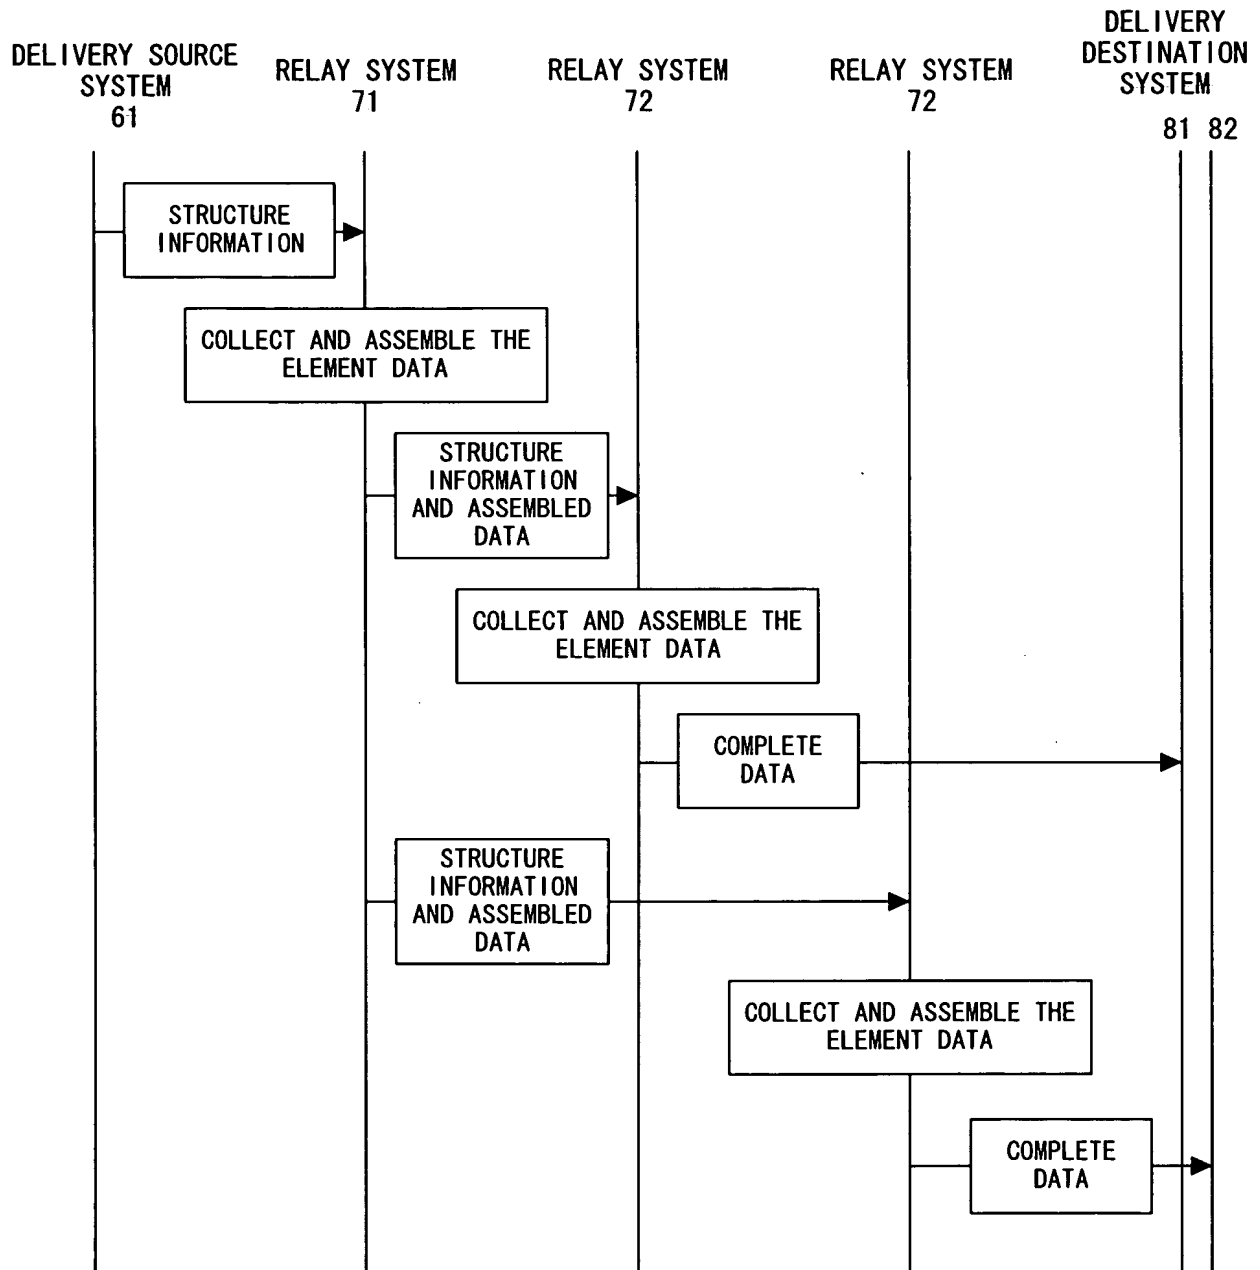 DELIVERY SOURCE
SYSTEM
61
RELAY SYSTEM
71
RELAY SYSTEM
72
RELAY SYSTEM
72
DELIVERY
DESTINATION
SYSTEM
81 82
STRUCTURE
INFORMATION
COLLECT AND ASSEMBLE THE
ELEMENT DATA
STRUCTURE
INFORMATION
AND ASSEMBLED
DATA
COLLECT AND ASSEMBLE THE
ELEMENT DATA
COMPLETE
DATA
STRUCTURE
INFORMATION
AND ASSEMBLED
DATA
COLLECT AND ASSEMBLE THE
ELEMENT DATA
COMPLETE
DATA